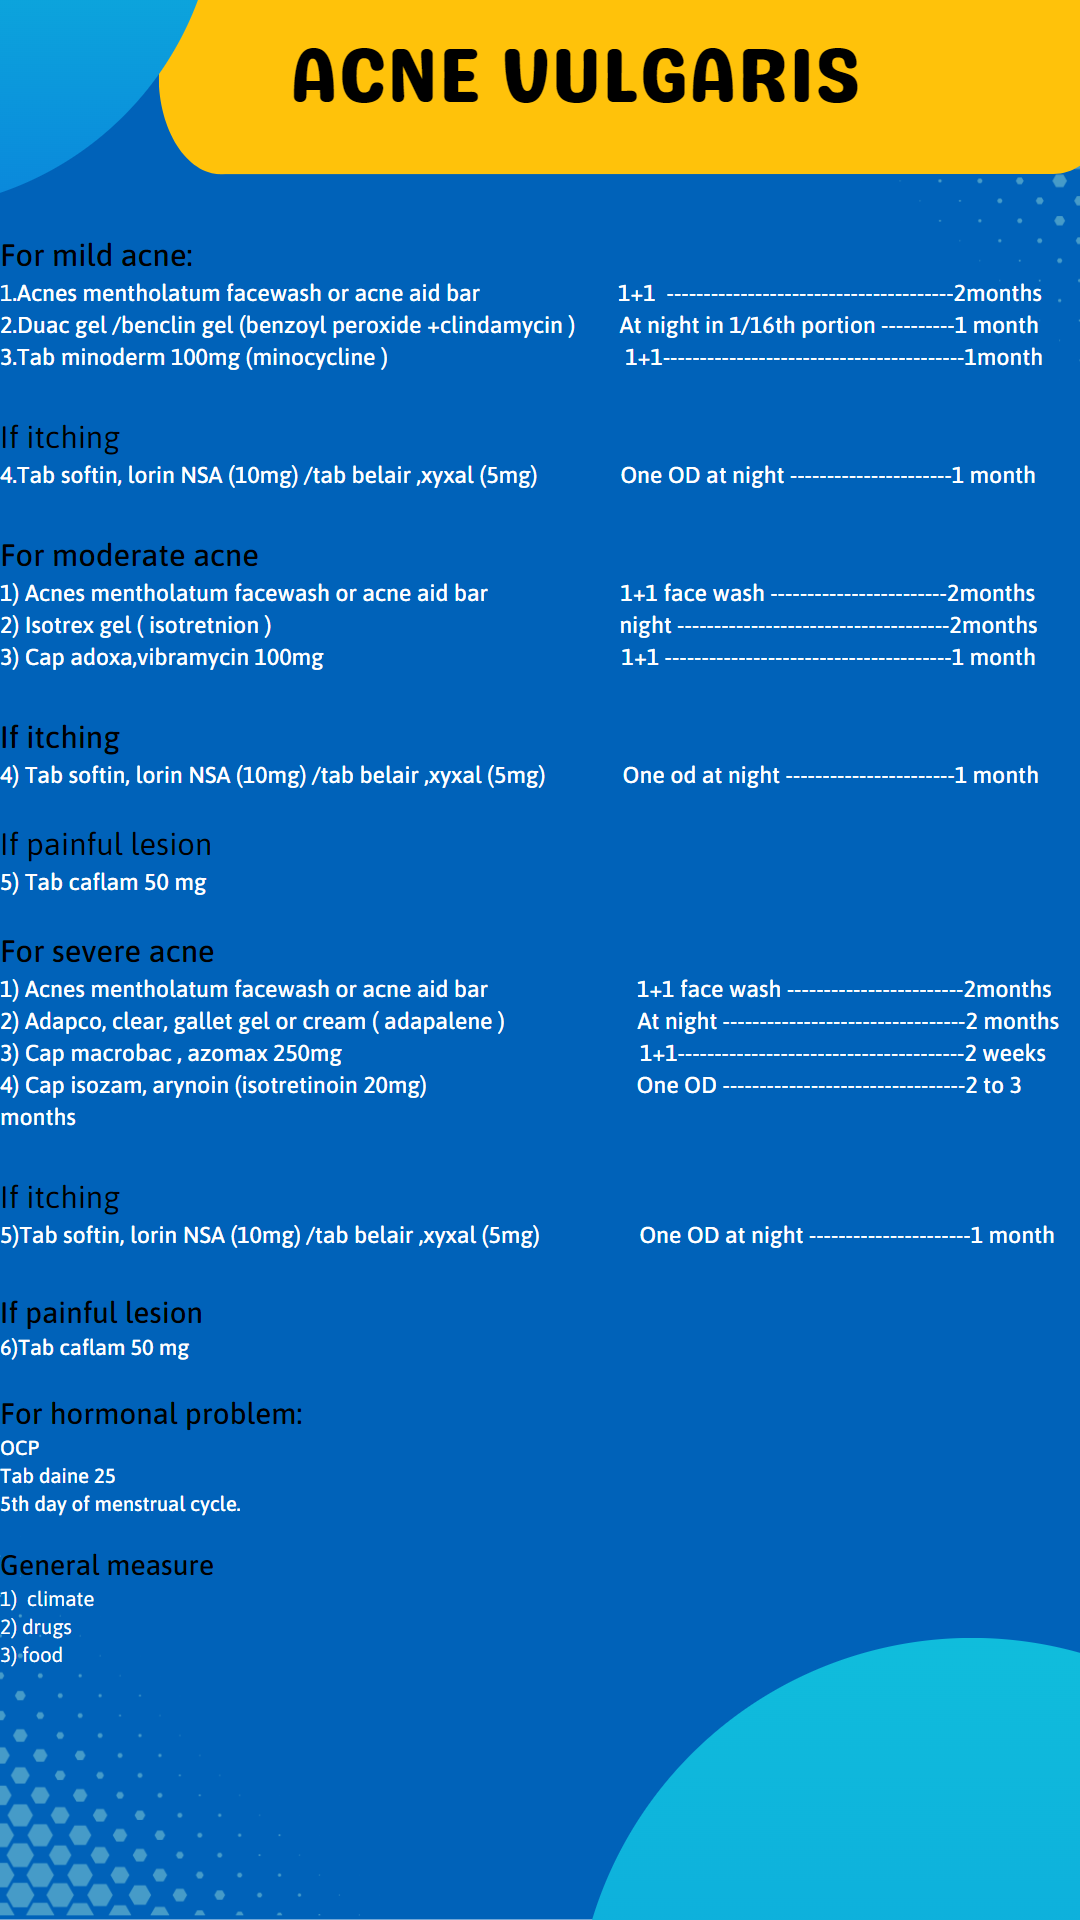 ACNE VULGARIS
For mild acne:
1.Acnes mentholatum facewash or acne aid bar 1+1 ---------------------------------------2months
2.Duac gel /benclin gel (benzoyl peroxide +clindamycin ) At night in 1/16th portion ----------1 month
3.Tab minoderm 100mg (minocycline ) 1+1-----------------------------------------1month
If itching
4.Tab softin, lorin NSA (10mg) /tab belair ,xyxal (5mg) One OD at night ----------------------1 month
For moderate acne
1) Acnes mentholatum facewash or acne aid bar 1+1 face wash ------------------------2months
2) Isotrex gel ( isotretnion ) night -------------------------------------2months
3) Cap adoxa,vibramycin 100mg 1+1 ---------------------------------------1 month
If itching
4) Tab softin, lorin NSA (10mg) /tab belair ,xyxal (5mg) One od at night -----------------------1 month
If painful lesion
5) Tab caflam 50 mg
For severe acne
1) Acnes mentholatum facewash or acne aid bar 1+1 face wash ------------------------2months
2) Adapco, clear, gallet gel or cream ( adapalene ) At night ---------------------------------2 months
3) Cap macrobac , azomax 250mg 1+1---------------------------------------2 weeks
4) Cap isozam, arynoin (isotretinoin 20mg) One OD ---------------------------------2 to 3
months
If itching
5)Tab softin, lorin NSA (10mg) /tab belair ,xyxal (5mg) One OD at night ----------------------1 month
If painful lesion
6)Tab caflam 50 mg
For hormonal problem:
OCP
Tab daine 25
5th day of menstrual cycle.
General measure
1) climate
2) drugs
3) food